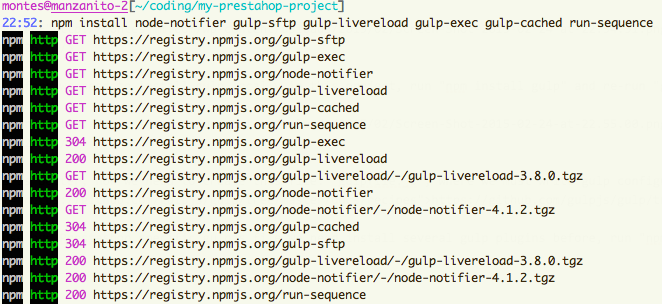 montes@manzanito-2[~/coding/my-prestahop-project]
22:52: npm install node-notifier gulp-sftp gulp-livereload gulp-exec gulp-cached run-sequence
npm http GET https://registry.npmjs.org/gulp-sftp
npm http GET https://registry.npmjs.org/gulp-exec
npm http GET https://registry.npmjs.org/node-notifier
npm http GET https://registry.npmjs.org/gulp-livereload
npm http GET https://registry.npmjs.org/gulp-cached
npm http GET https://registry.npmjs.org/run-sequence
npm http 304 https://registry.npmjs.org/gulp-exec
npm http 200 https://registry.npmjs.org/gulp-livereload
npm http GET https://registry.npmjs.org/gulp-livereload/-/gulp-livereload-3.8.0.tgz
npm http 200 https://registry.npmjs.org/node-notifier
npm http GET https://registry.npmjs.org/node-notifier/-/node-notifier-4.1.2.tgz
npm http 304 https://registry.npmjs.org/gulp-cached
npm http 304 https://registry.npmjs.org/gulp-sftp
npm http 200 https://registry.npmjs.org/gulp-livereload/-/gulp-livereload-3.8.0.tgz
npm http 200 https://registry.npmjs.org/node-notifier/-/node-notifier-4.1.2.tgz
npm http 200 https://registry.npmjs.org/run-sequence